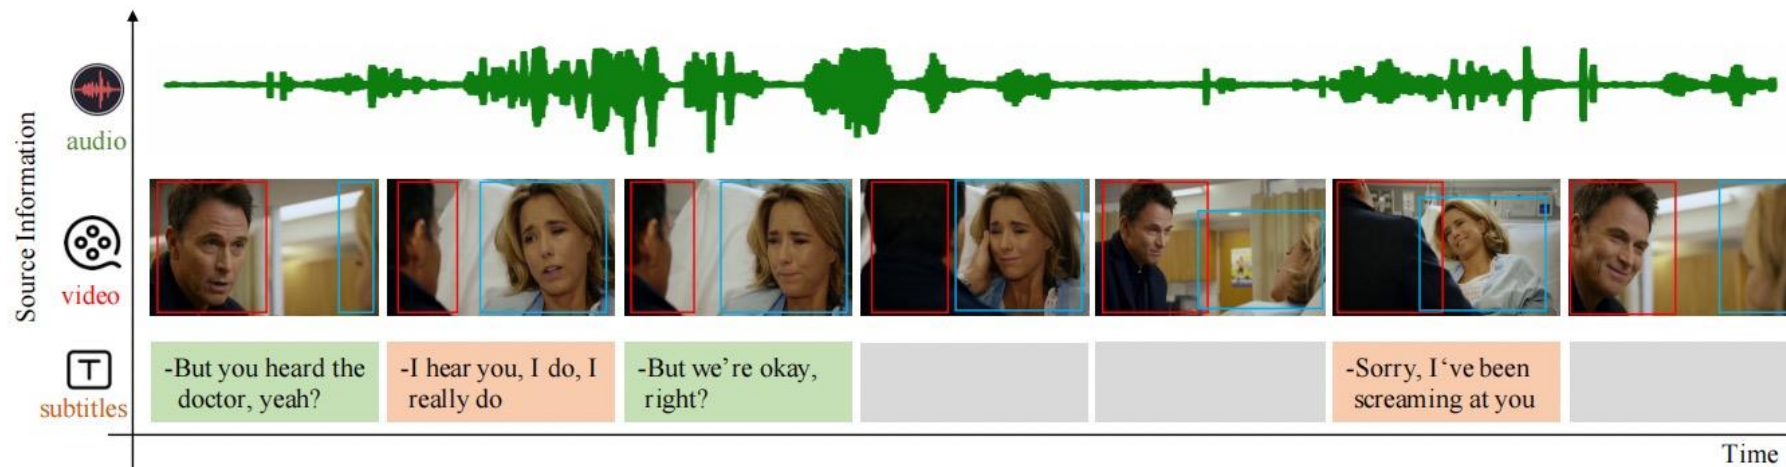 Source Information
audio
video
subtitles
T
-But you heard the
doctor, yeah?
-I hear you, I do, I
really do
-But we're okay,
right?
-Sorry, I‘ve been
screaming at you
Time